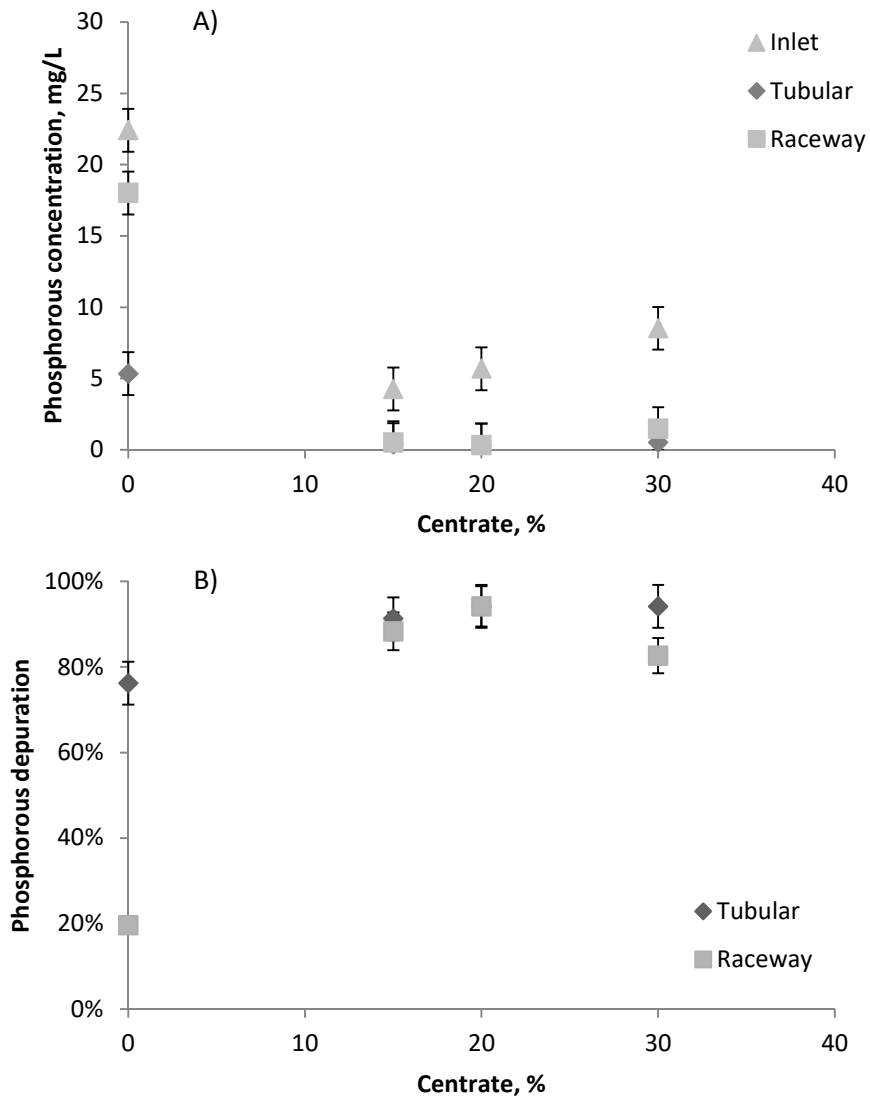 A)
30
25
20
15
10
5
0
Phosphorous concentration, mg/L
Inlet
Tubular
Raceway
0 10 20 30 40
Centrate, %
B)
100%
80%
60%
40%
20%
0%
Phosphorous depuration
Tubular
Raceway
0 10 20 30 40
Centrate, %